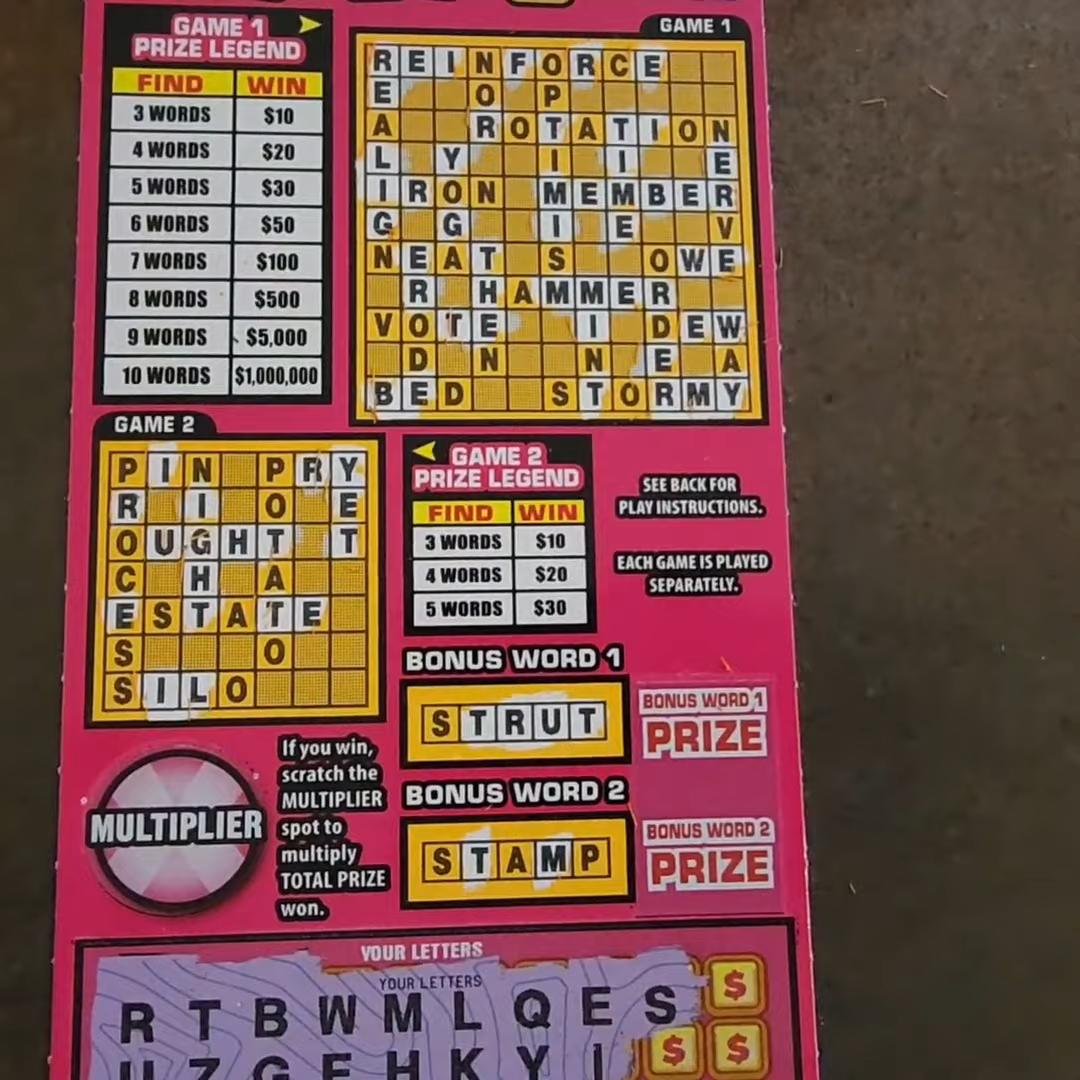 GAME 1
PRIZE LEGEND
FIND WIN
3 WORDS $10
4 WORDS $20
5 WORDS $30
6 WORDS $50
7 WORDS $100
8 WORDS $500
9 WORDS $5,000
10 WORDS $1,000,000
GAME 1
REINFORCE
E O P
A ROTATION
L Y I I E
IRON MEMBER
G G I E V
NEAT S OWE
R HAMMER
VOTE I DEW
D N N E A
BED STORMY
GAME 2
PIN PRY
R I O E
OUGHT T
C H A
ESTATE
S O
SILO
GAME 2
PRIZE LEGEND
FIND WIN
3 WORDS $10
4 WORDS $20
5 WORDS $30
SEE BACK FOR
PLAY INSTRUCTIONS.
EACH GAME IS PLAYED
SEPARATELY.
BONUS WORD 1
STRUT
BONUS WORD 1
PRIZE
BONUS WORD 2
STAMP
BONUS WORD 2
PRIZE
MULTIPLIER
If you win,
scratch the
MULTIPLIER
spot to
multiply
TOTAL PRIZE
won.
YOUR LETTERS
YOUR LETTERS
R T B W M L Q E S $
U Z G F H K Y I $ $